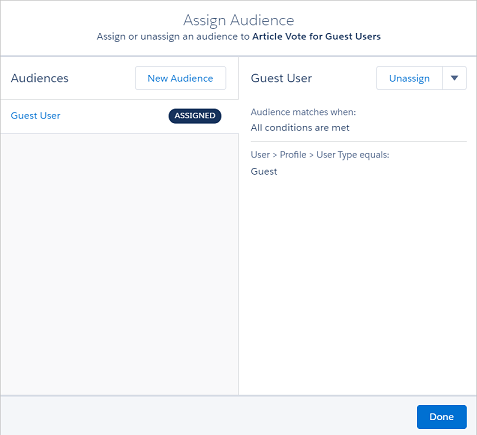 Assign Audience
Assign or unassign an audience to Article Vote for Guest Users
Audiences
New Audience
Guest User
ASSIGNED
Guest User
Unassign
Audience matches when:
All conditions are met
User > Profile > User Type equals:
Guest
Done